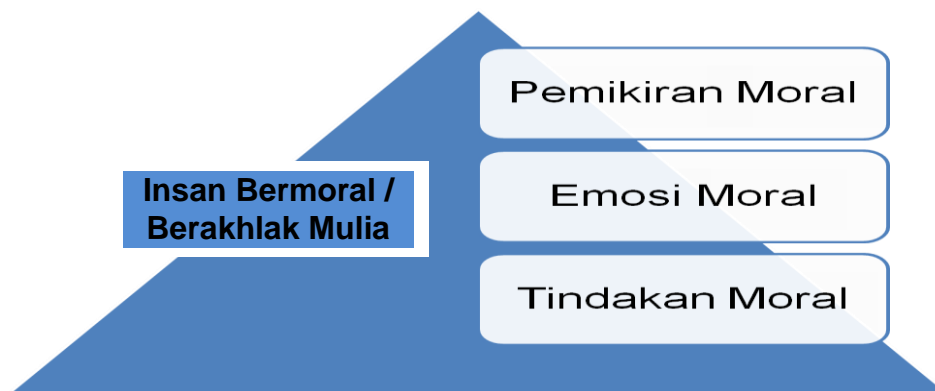 Pemikiran Moral
Insan Bermoral /
Berakhlak Mulia
Emosi Moral
Tindakan Moral